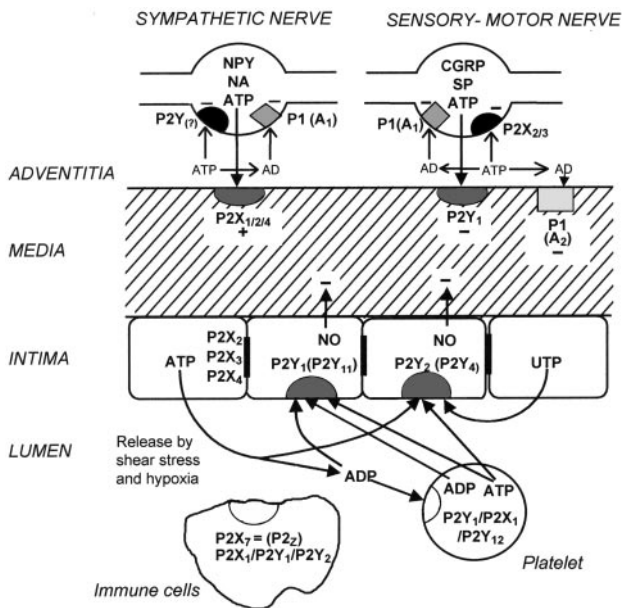 SYMPATHETIC NERVE
SENSORY- MOTOR NERVE
NPY
NA
ATP
P2Y(?)
–
–
P1 (A1)
ATP
AD
CGRP
SP
ATP
P1(A1)
–
–
P2X2/3
AD
ATP
AD
ADVENTITIA
P2X1/2/4
+
P2Y1
–
P1
(A2)
–
MEDIA
–
–
INTIMA
ATP
P2X2
P2X3
P2X4
NO
P2Y1(P2Y11)
NO
P2Y2 (P2Y4)
UTP
LUMEN
Release by
shear stress
and hypoxia
ADP
ADP
ATP
P2Y1/P2X1
/P2Y12
Platelet
P2X7 = (P2Z)
P2X1/P2Y1/P2Y2
Immune cells